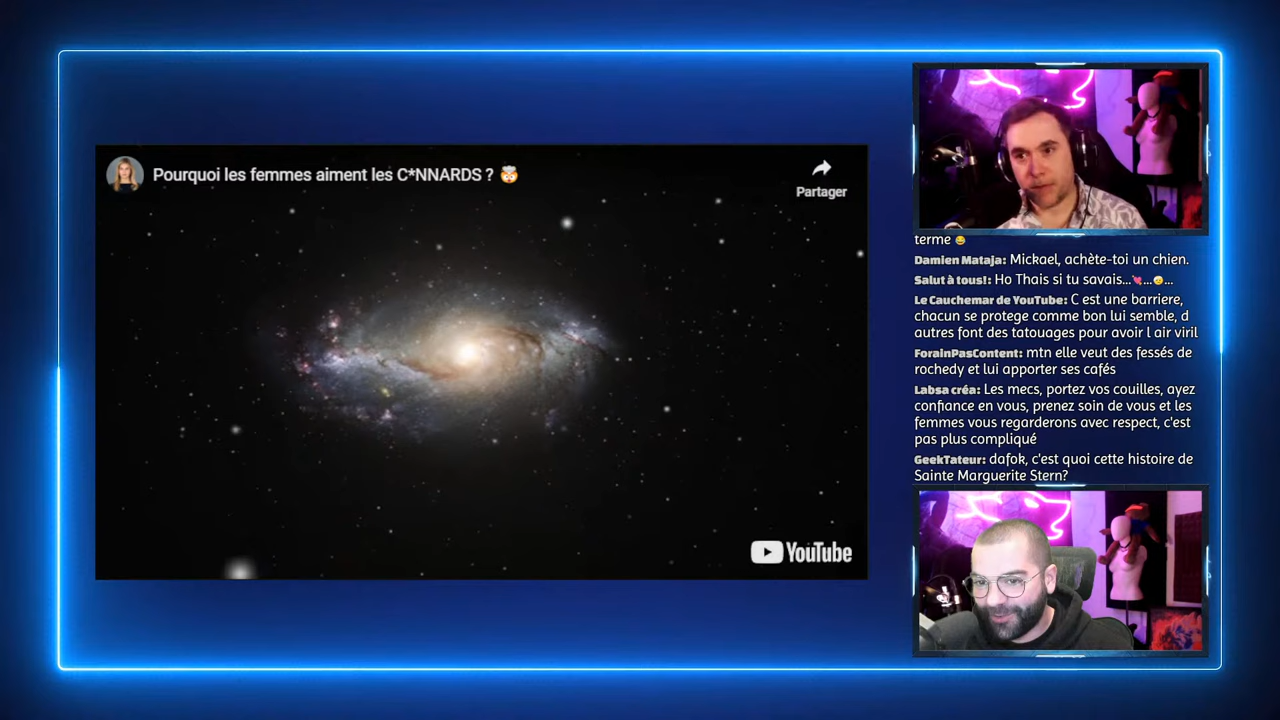 Pourquoi les femmes aiment les C*NNARDS ? 🤯
Partager
YouTube
terme 😂
Damien Mataja: Mickael, achète-toi un chien.
Salut à tous!: Ho Thais si tu savais...💘...🤕...
Le Cauchemar de YouTube: C est une barriere,
chacun se protege comme bon lui semble, d
autres font des tatouages pour avoir l air viril
ForainPasContent: mtn elle veut des fessés de
rochedy et lui apporter ses cafés
Labsa créa: Les mecs, portez vos couilles, ayez
confiance en vous, prenez soin de vous et les
femmes vous regarderons avec respect, c'est
pas plus compliqué
GeekTateur: dafok, c'est quoi cette histoire de
Sainte Marguerite Stern?